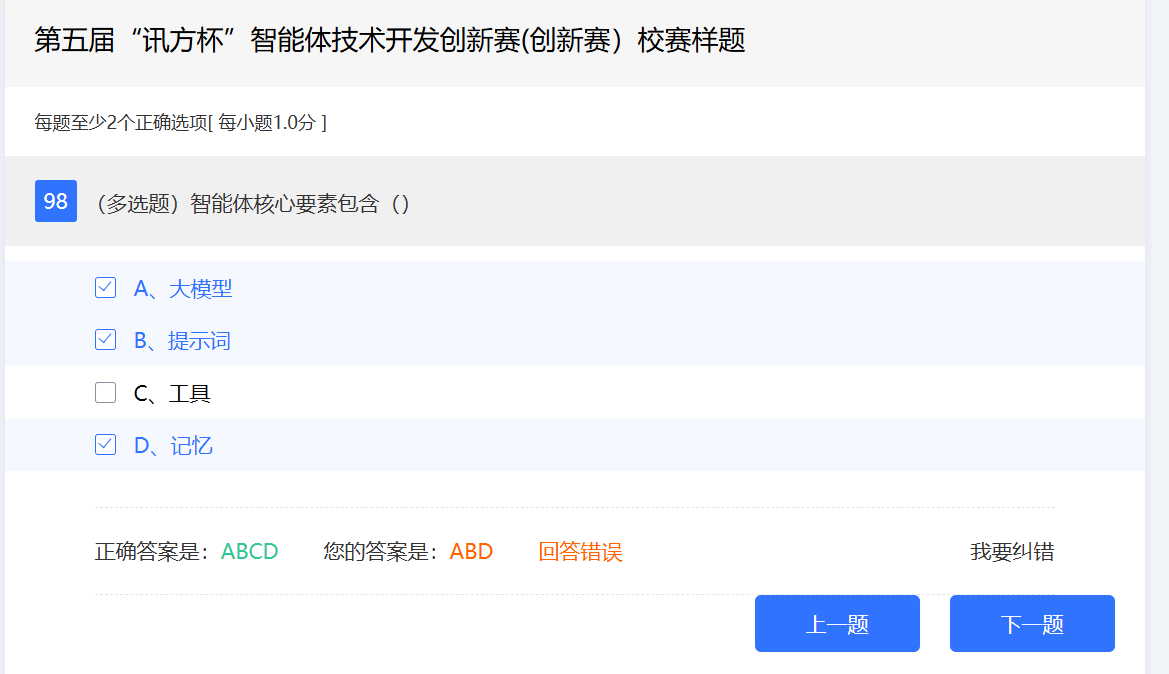 第五届“讯方杯”智能体技术开发创新赛(创新赛）校赛样题
每题至少2个正确选项[ 每小题1.0分 ]
98 （多选题）智能体核心要素包含（）
A、大模型
B、提示词
C、工具
D、记忆
正确答案是：ABCD 您的答案是：ABD 回答错误 我要纠错
上一题 下一题